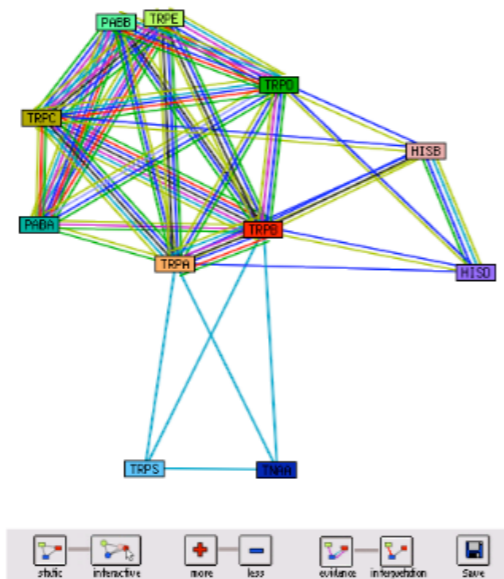 PABB TRPE
TRPD
TRPC
HISB
PABA
TRPB
TRPA
HISD
TRPS
TNAA
static interactive more less evidence interpretation Save